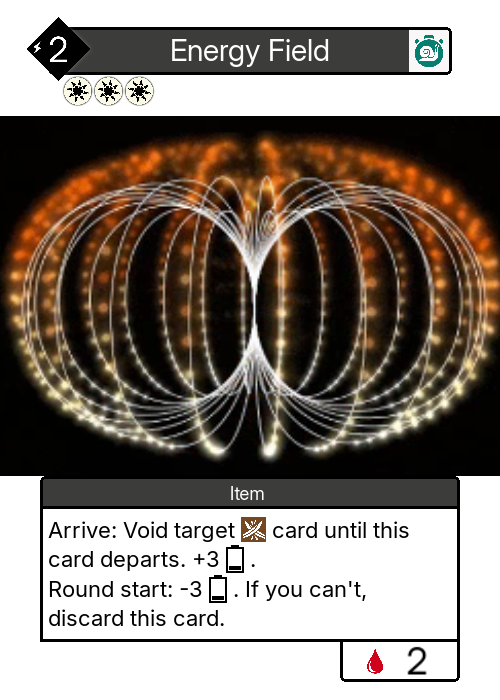 2
Energy Field
Item
Arrive: Void target card until this
card departs. +3 .
Round start: -3 . If you can't,
discard this card.
2